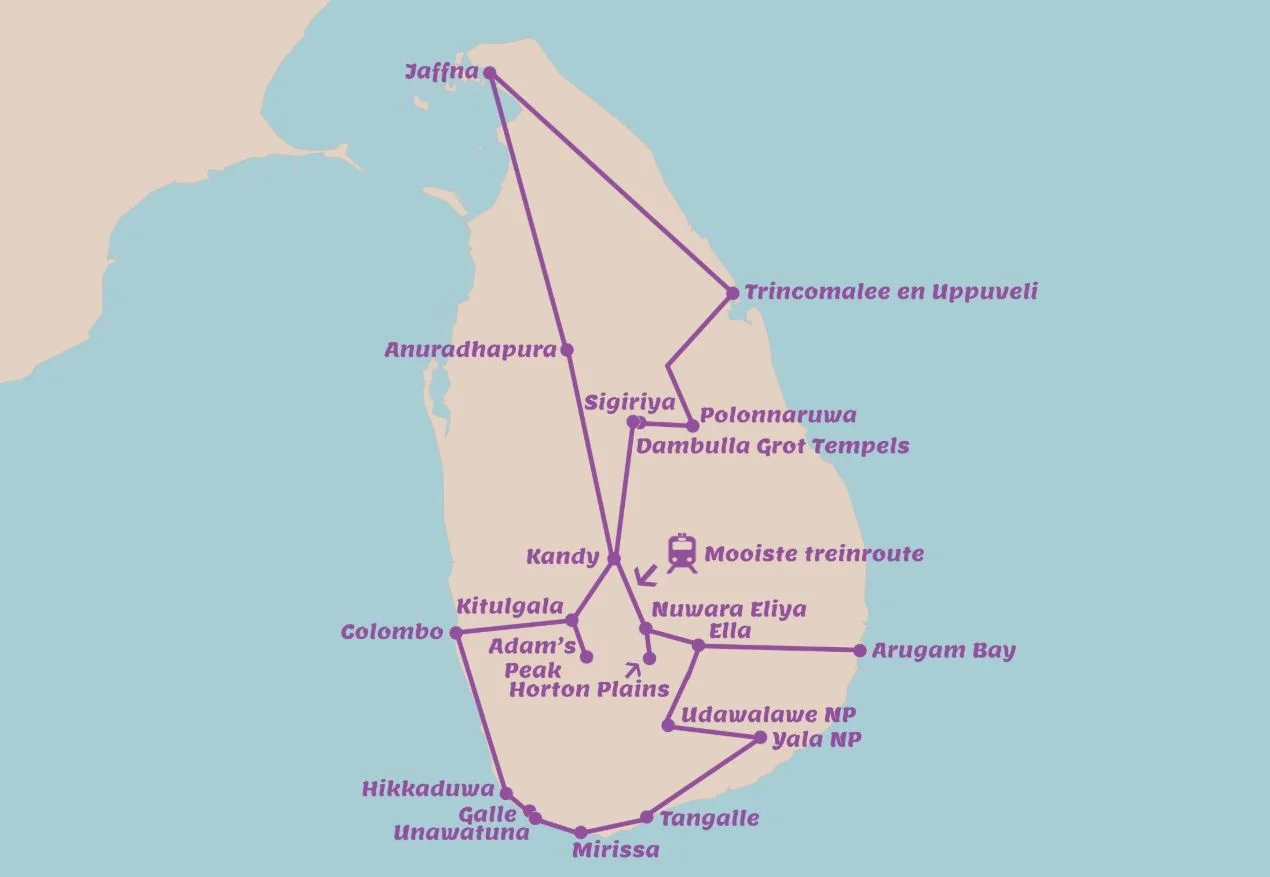 Jaffna
Trincomalee en Uppuveli
Anuradhapura
Sigiriya
Polonnaruwa
Dambulla Grot Tempels
Kandy
Mooiste treinroute
Kitulgala
Nuwara Eliya
Colombo
Ella
Adam's
Peak
Arugam Bay
Horton Plains
Udawalawe NP
Yala NP
Hikkaduwa
Galle
Unawatuna
Tangalle
Mirissa